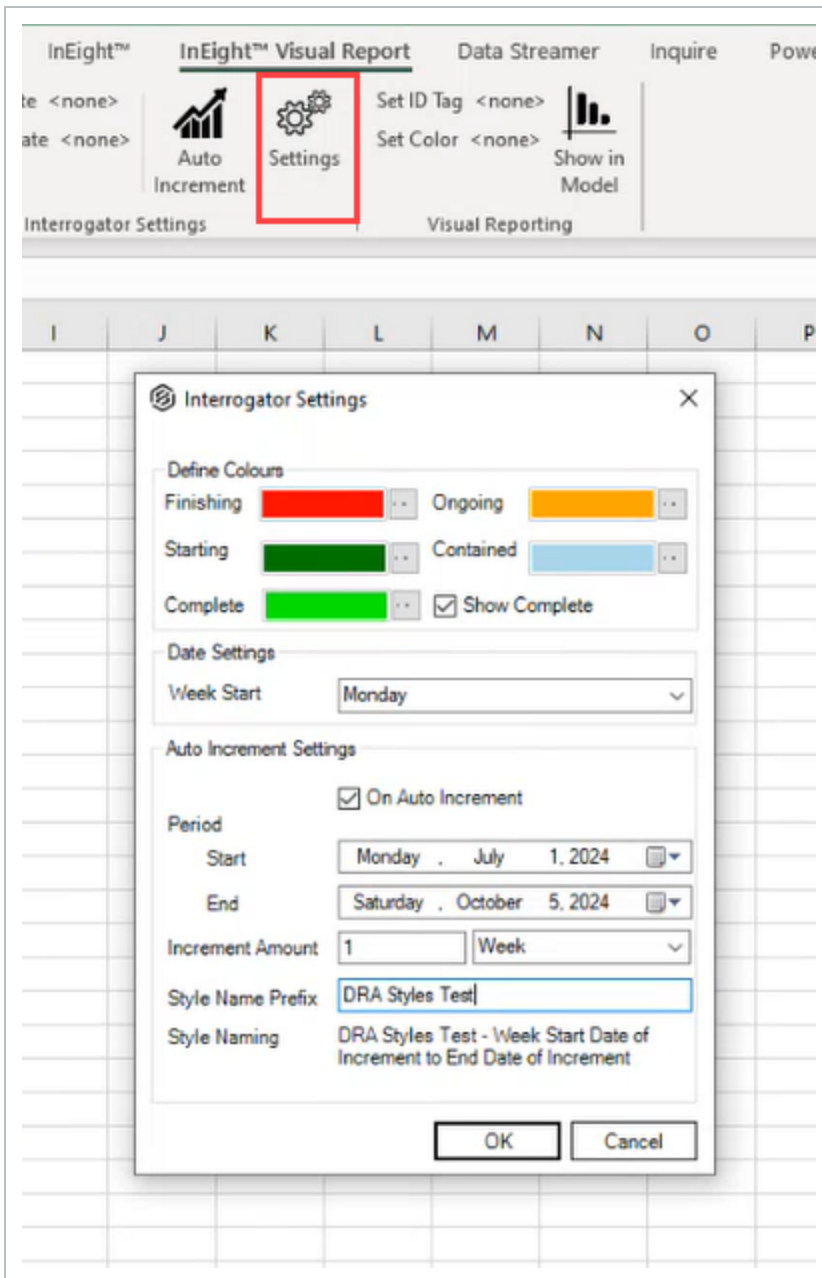 InEight™ InEight™ Visual Report Data Streamer Inquire Powe
te <none> Set ID Tag <none>
ate <none> Set Color <none>
Auto Increment
Settings
Show in Model
Interrogator Settings Visual Reporting
I J K L M N O P
Interrogator Settings
Define Colours
Finishing Ongoing
Starting Contained
Complete Show Complete
Date Settings
Week Start Monday
Auto Increment Settings
On Auto Increment
Period
Start Monday , July 1, 2024
End Saturday , October 5, 2024
Increment Amount 1 Week
Style Name Prefix DRA Styles Test
Style Naming DRA Styles Test - Week Start Date of
Increment to End Date of Increment
OK Cancel